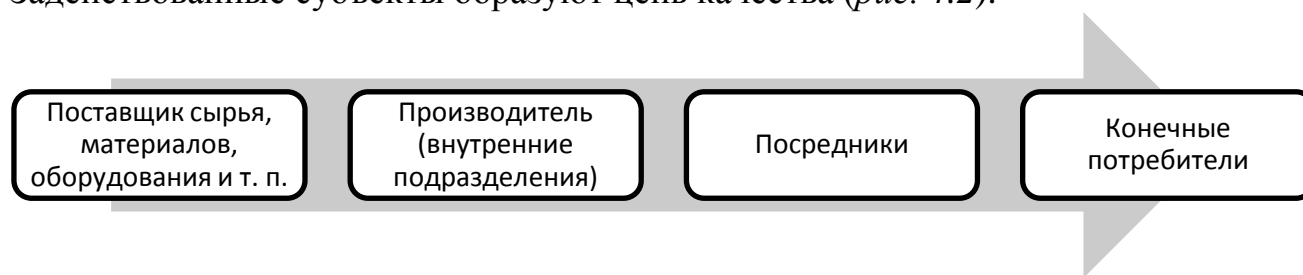 Задействованные субъекты образуют цепь качества (рис. 4.2).
Поставщик сырья,
материалов,
оборудования и т. п.
Производитель
(внутренние
подразделения)
Посредники
Конечные
потребители